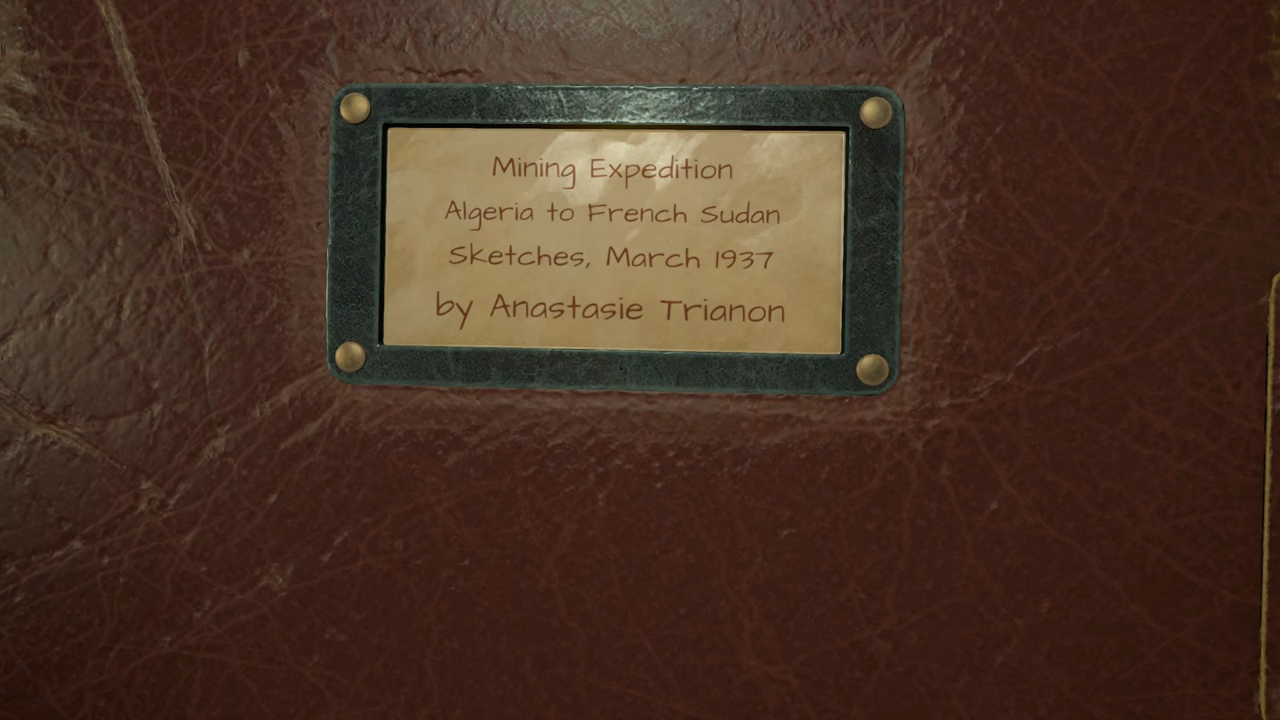 Mining Expedition
Algeria to French Sudan
Sketches, March 1937
by Anastasie Trianon